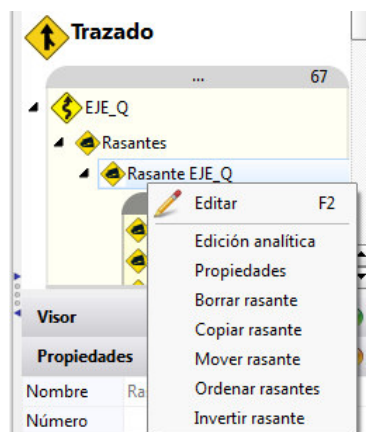 Trazado
... 67
EJE_Q
Rasantes
Rasante EJE_Q
Editar F2
Edición analítica
Propiedades
Borrar rasante
Copiar rasante
Mover rasante
Ordenar rasantes
Invertir rasante
Visor
Propiedades
Nombre Ra
Número